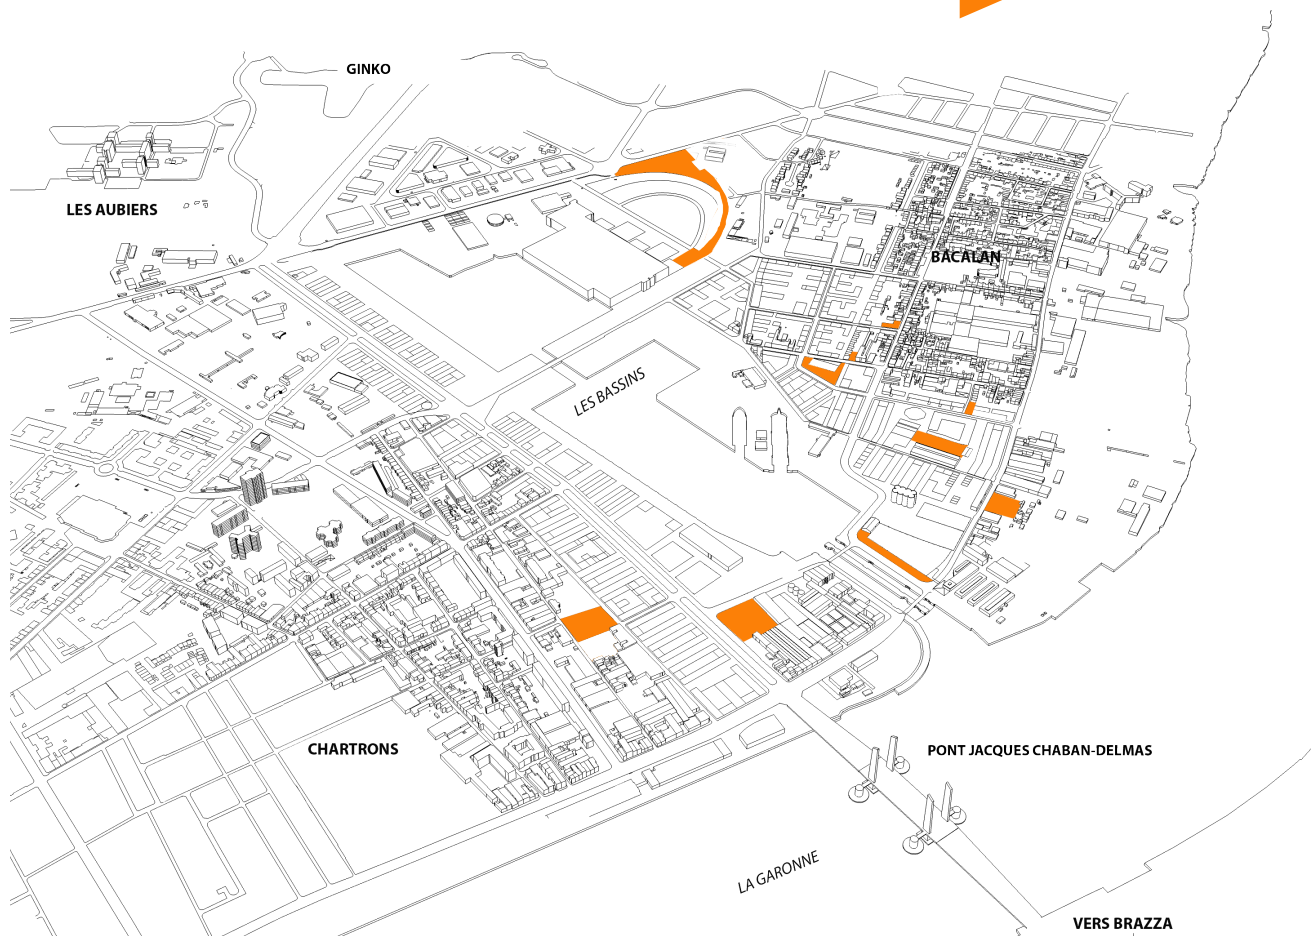 GINKO
LES AUBIERS
BACALAN
LES BASSINS
CHARTRONS
PONT JACQUES CHABAN-DELMAS
LA GARONNE
VERS BRAZZA